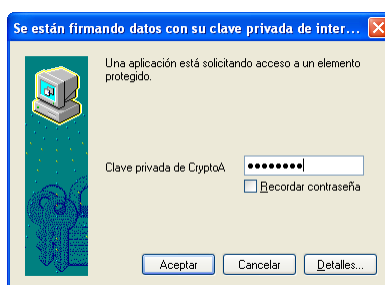 Se están firmando datos con su clave privada de inter...
Una aplicación está solicitando acceso a un elemento
protegido.
Clave privada de CryptoA
Recordar contraseña
Aceptar
Cancelar
Detalles...